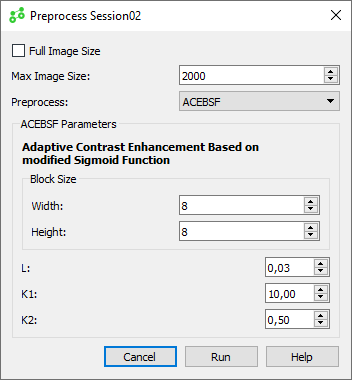 Preprocess Session02
Full Image Size
Max Image Size: 2000
Preprocess: ACEBSF
ACEBSF Parameters
Adaptive Contrast Enhancement Based on
modified Sigmoid Function
Block Size
Width: 8
Height: 8
L: 0,03
K1: 10,00
K2: 0,50
Cancel Run Help